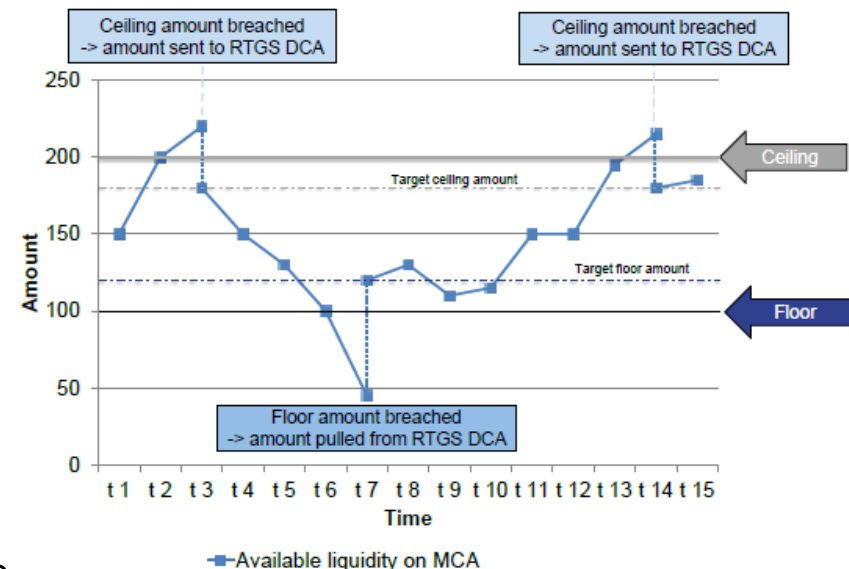 Ceiling amount breached
-> amount sent to RTGS DCA
Ceiling amount breached
-> amount sent to RTGS DCA
250
200
150
100
50
0
Amount
Target ceiling amount
Ceiling
Target floor amount
Floor
Floor amount breached
-> amount pulled from RTGS DCA
t 1 t 2 t 3 t 4 t 5 t 6 t 7 t 8 t 9 t 10 t 11 t 12 t 13 t 14 t 15
Time
Available liquidity on MCA